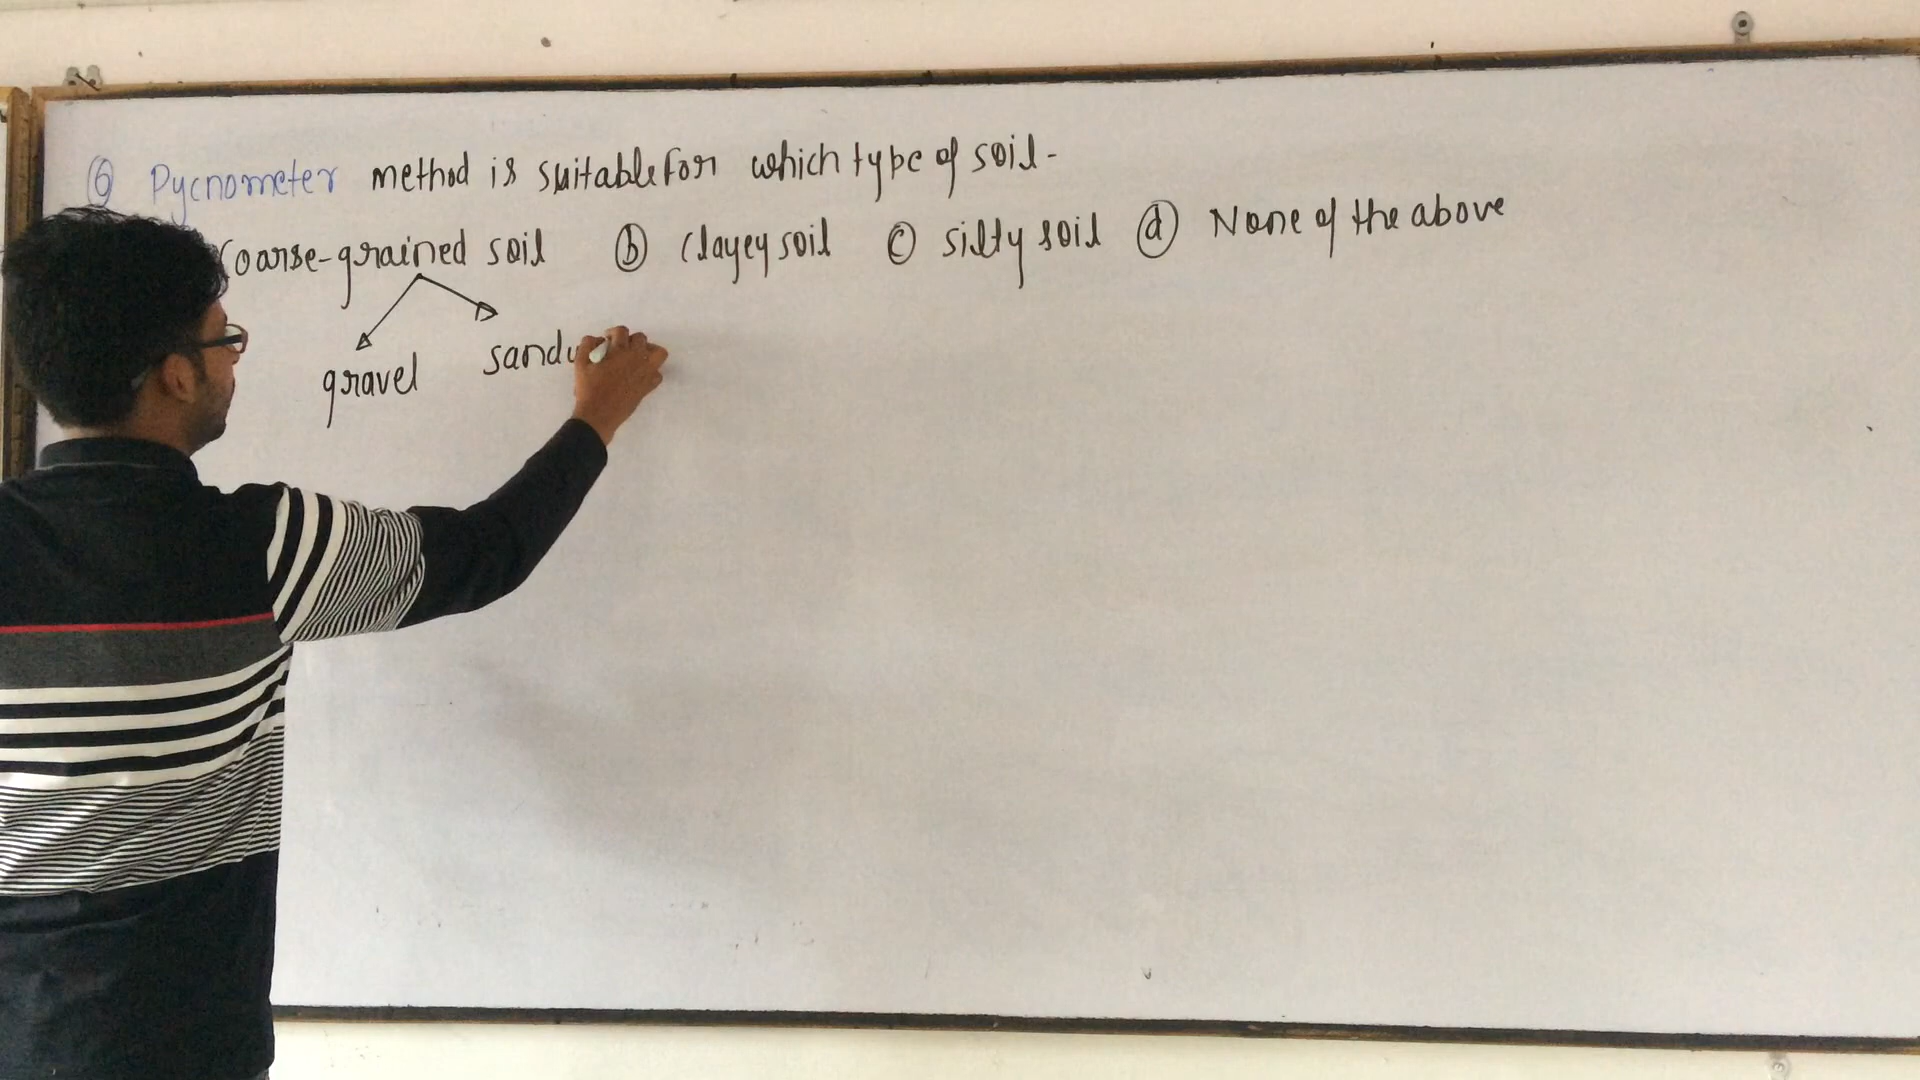 ⑥ Pycnometer method is suitable for which type of soil-
Coarse-grained soil ⓑ clayey soil ⓒ silty soil ⓓ None of the above
gravel sandy